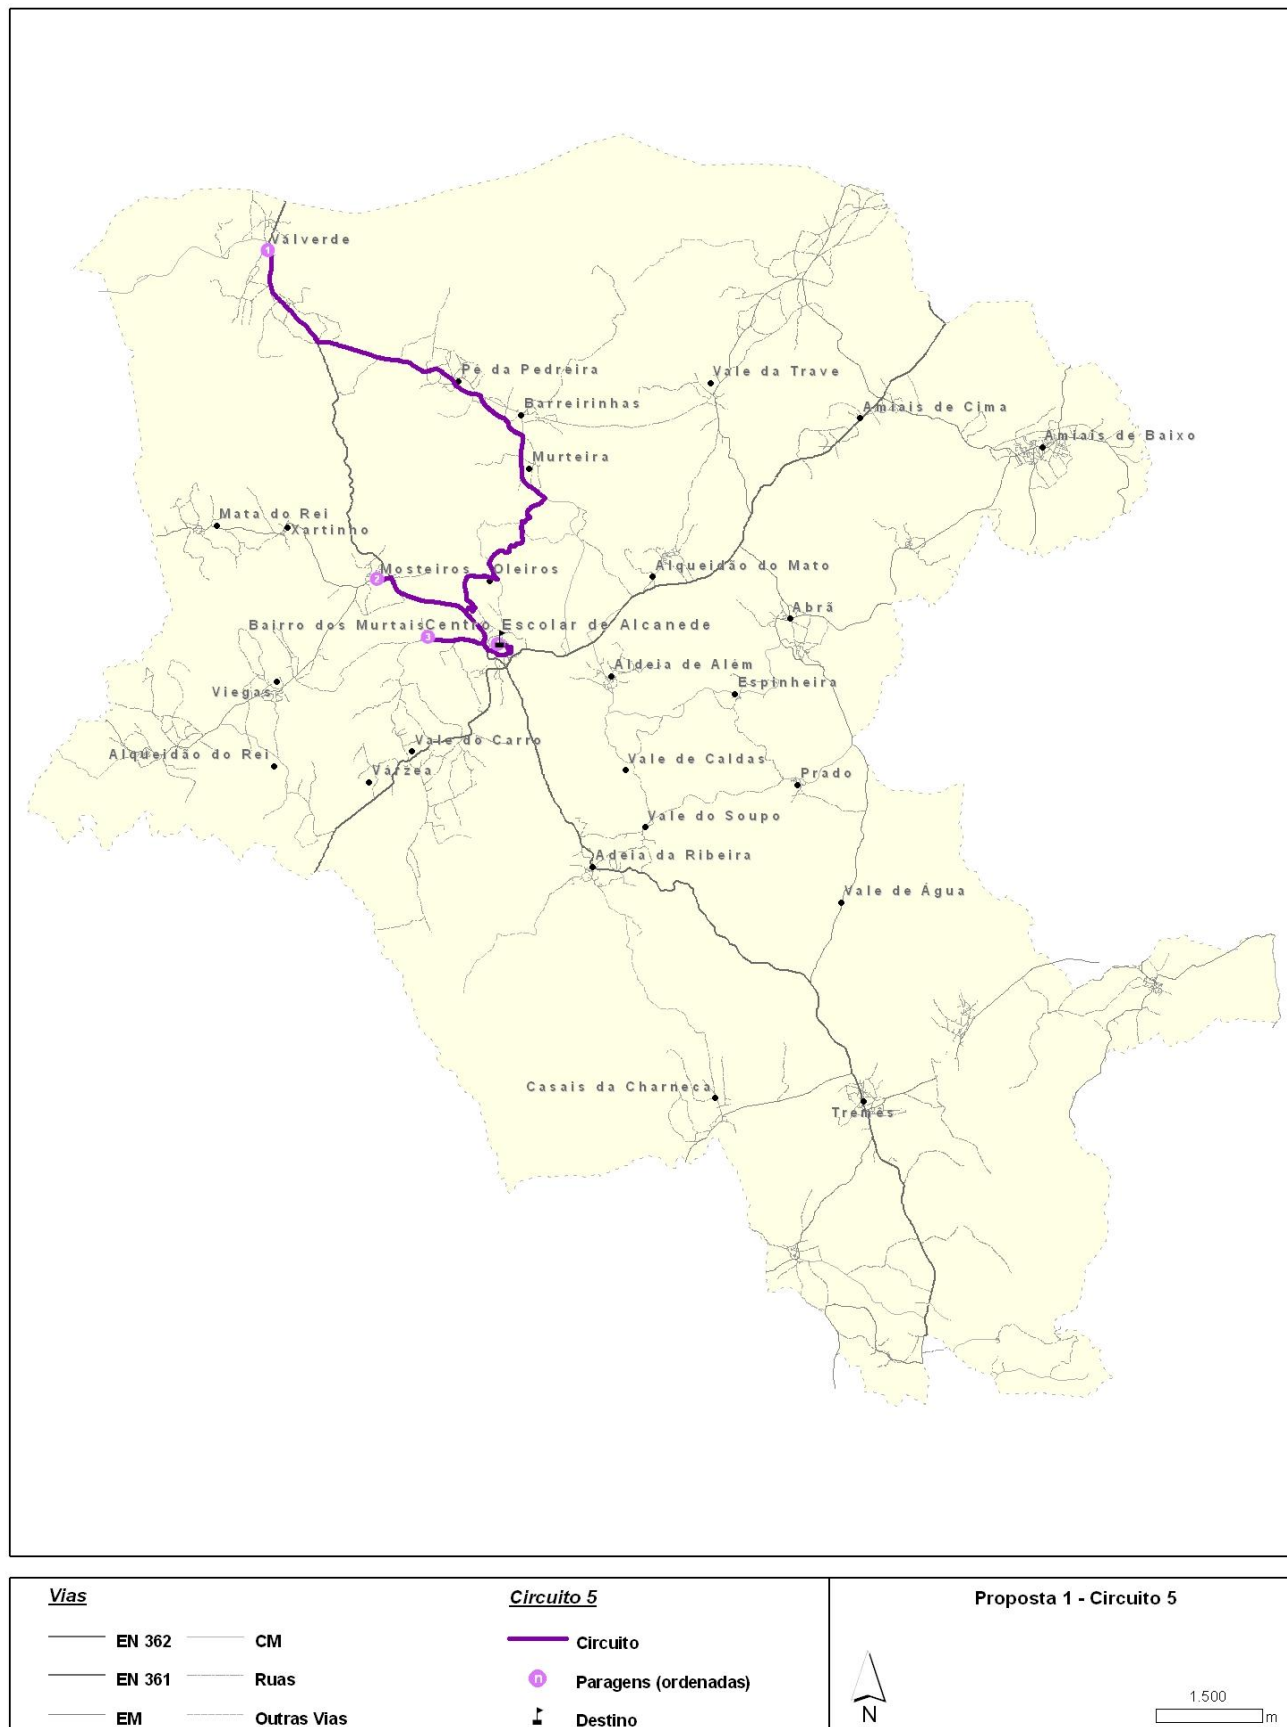 Valverde
1
Pé da Pedreira
Vale da Trave
Barreirinhas
Amiais de Cima
Amiais de Baixo
Murteira
Mata do Rei
Xartinho
Mosteiros
2
Oleiros
Alqueidão do Mato
Abrã
Bairro dos Murtais
Centro Escolar de Alcanede
3
Aldeia de Além
Espinheira
Viegas
Vale do Carro
Alqueidão do Rei
Várzea
Vale de Caldas
Prado
Vale do Soupo
Adeia da Ribeira
Vale de Água
Casais da Charneca
Tremês
Vias
EN 362
CM
EN 361
Ruas
EM
Outras Vias
Circuito 5
Circuito
n
Paragens (ordenadas)
Destino
Proposta 1 - Circuito 5
N
1.500
m